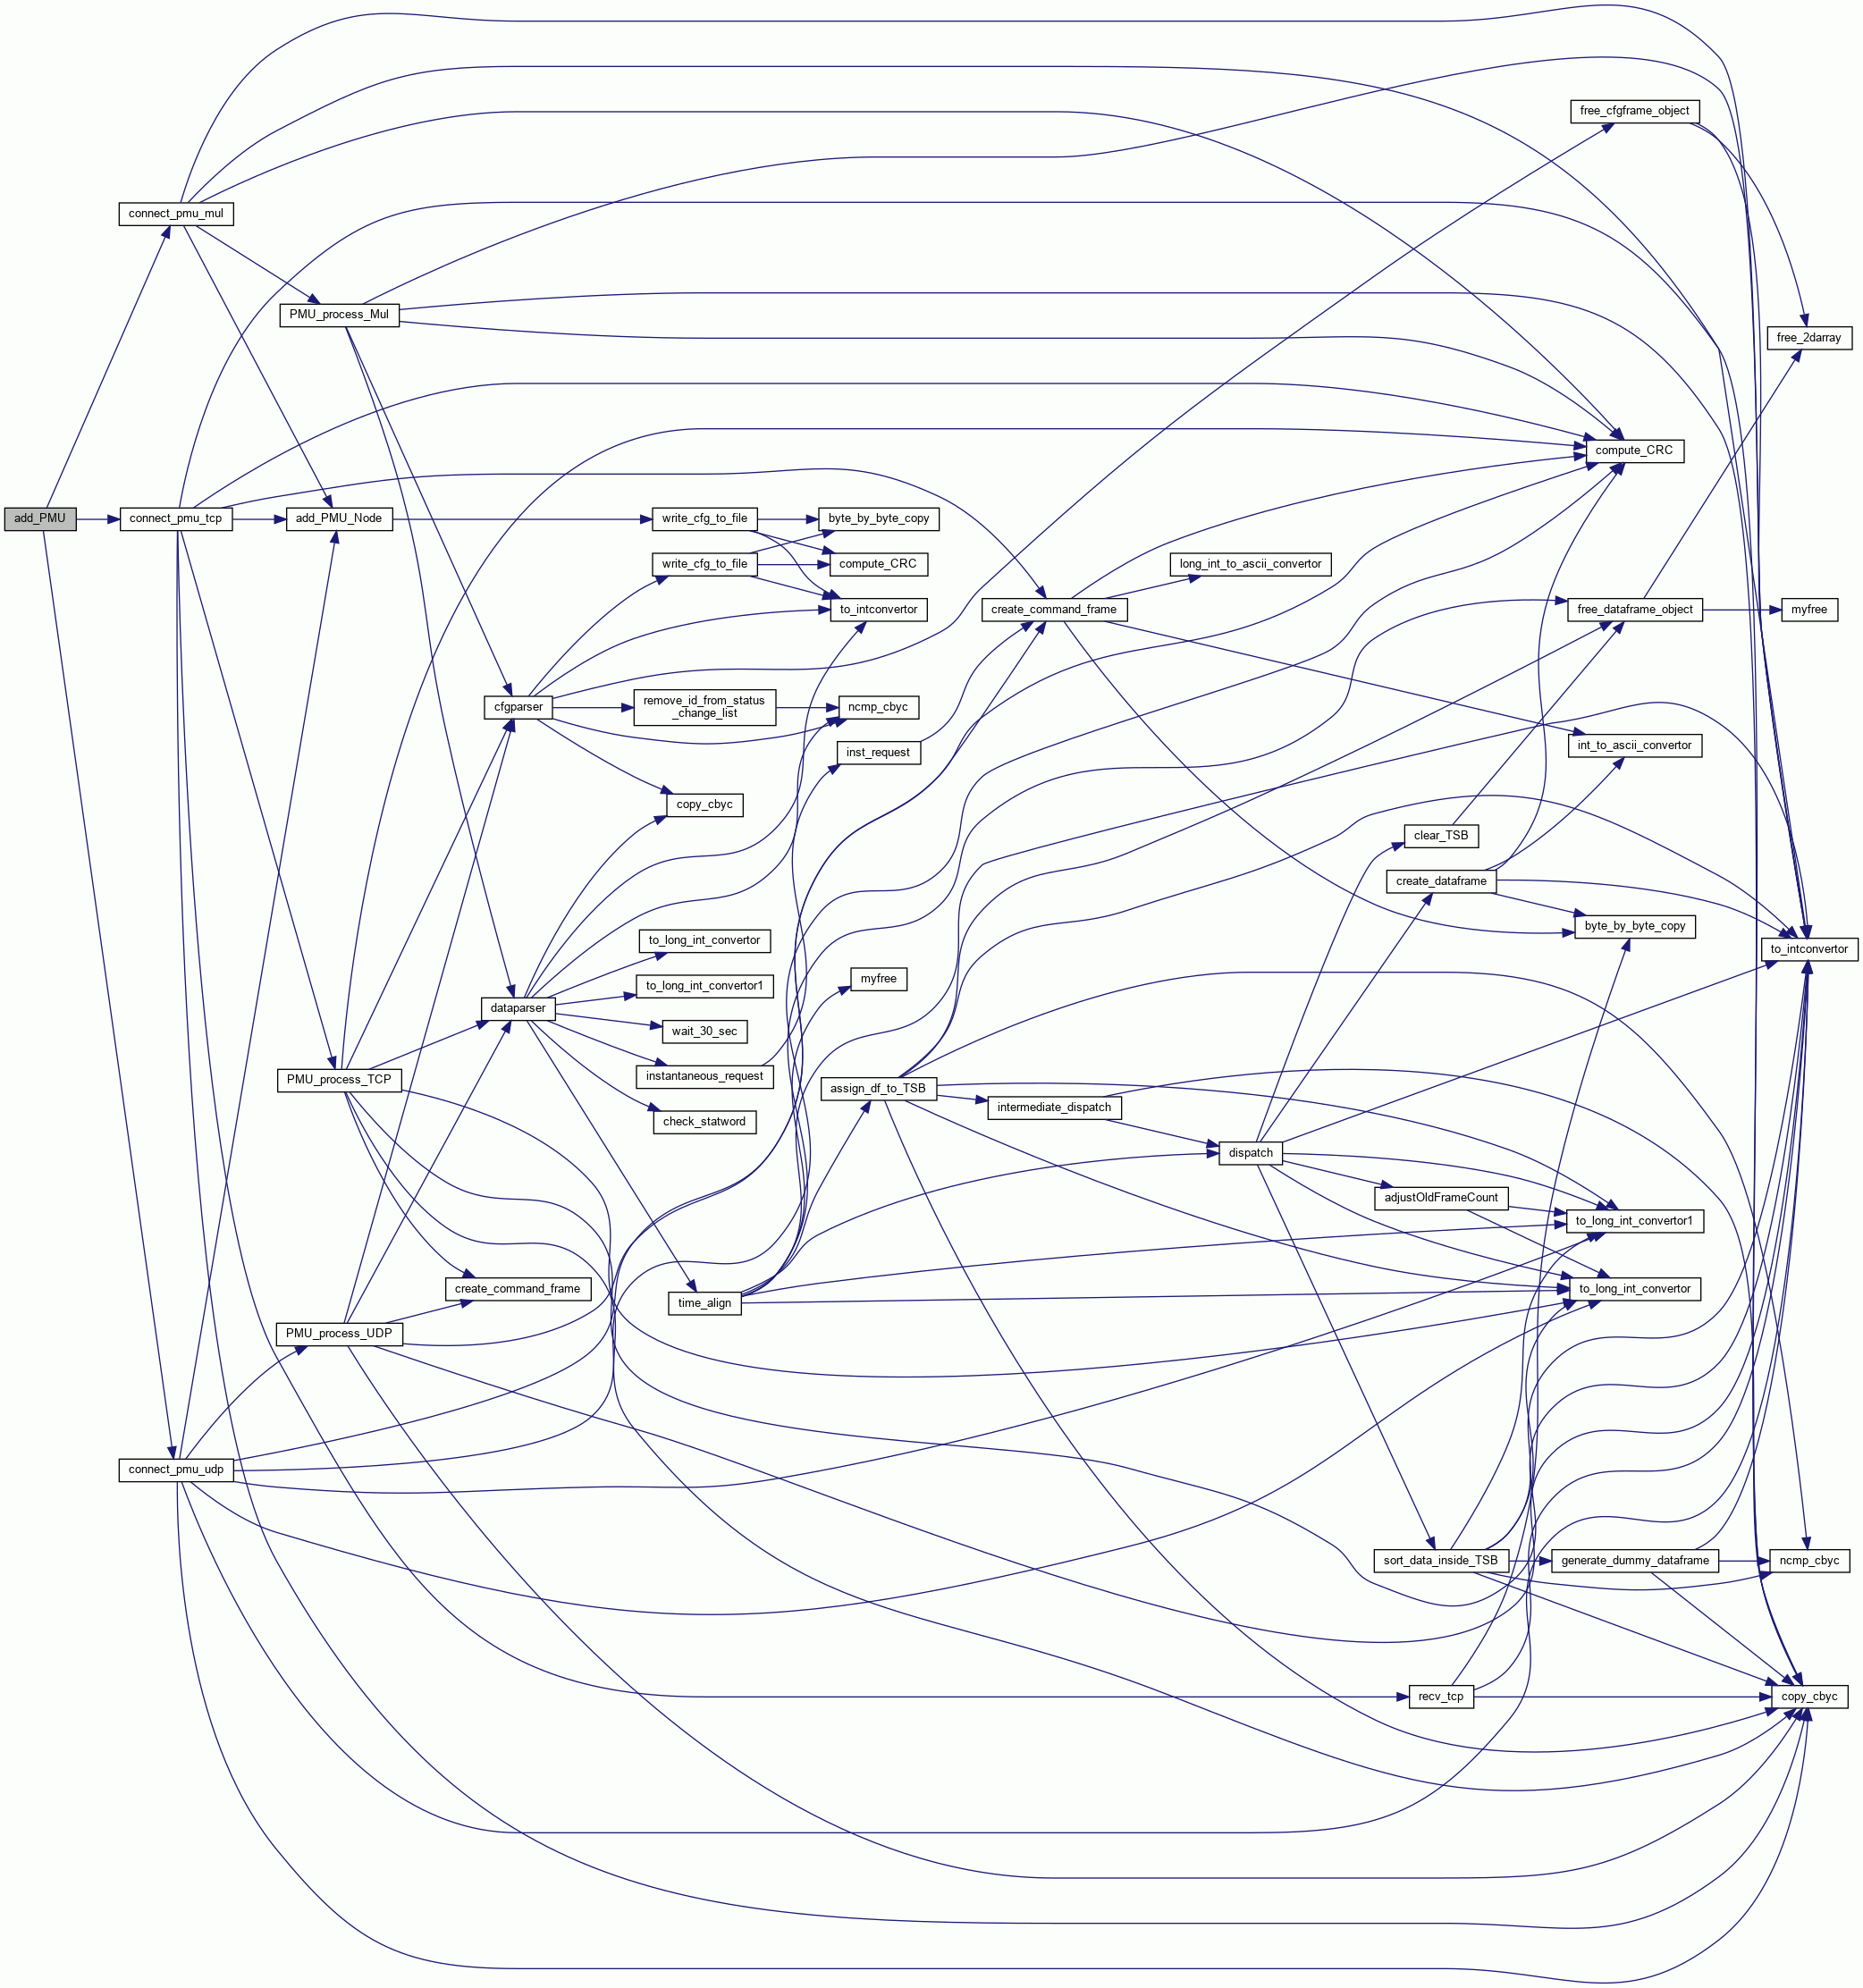 free_cfgframe_object
connect_pmu_mul
PMU_process_Mul
free_2darray
compute_CRC
add_PMU
connect_pmu_tcp
add_PMU_Node
write_cfg_to_file
byte_by_byte_copy
write_cfg_to_file
compute_CRC
long_int_to_ascii_convertor
to_intconvertor
create_command_frame
free_dataframe_object
myfree
cfgparser
remove_id_from_status
_change_list
ncmp_cbyc
inst_request
int_to_ascii_convertor
copy_cbyc
clear_TSB
create_dataframe
byte_by_byte_copy
to_long_int_convertor
to_intconvertor
to_long_int_convertor1
myfree
dataparser
wait_30_sec
PMU_process_TCP
instantaneous_request
assign_df_to_TSB
intermediate_dispatch
check_statword
dispatch
adjustOldFrameCount
to_long_int_convertor1
create_command_frame
time_align
to_long_int_convertor
PMU_process_UDP
connect_pmu_udp
sort_data_inside_TSB
generate_dummy_dataframe
ncmp_cbyc
recv_tcp
copy_cbyc